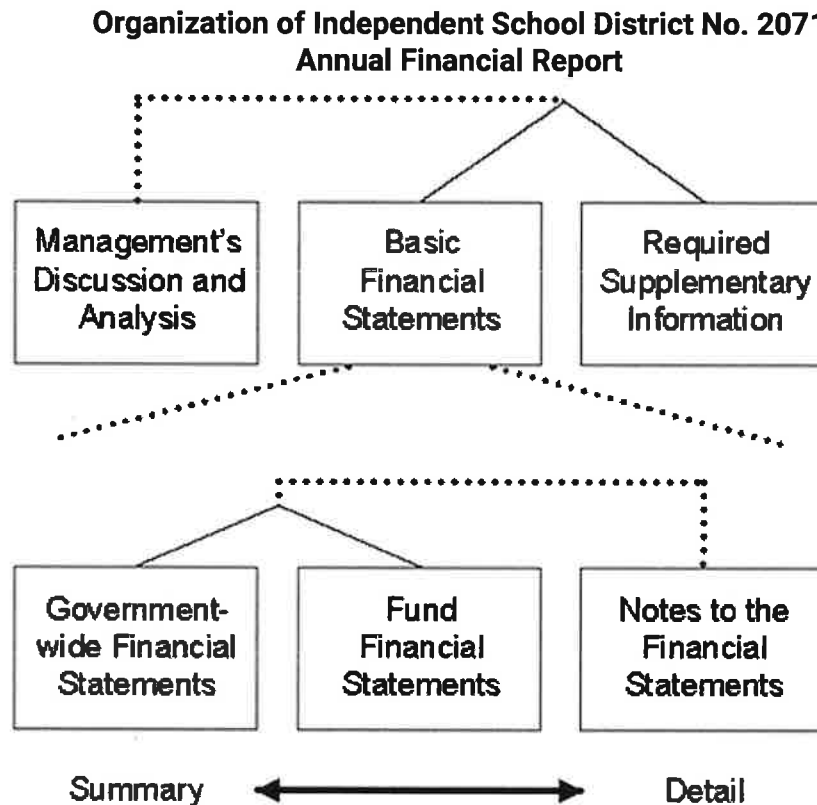 Organization of Independent School District No. 2071
Annual Financial Report
Management's
Discussion and
Analysis
Basic
Financial
Statements
Required
Supplementary
Information
Government-
wide Financial
Statements
Fund
Financial
Statements
Notes to the
Financial
Statements
Summary
Detail